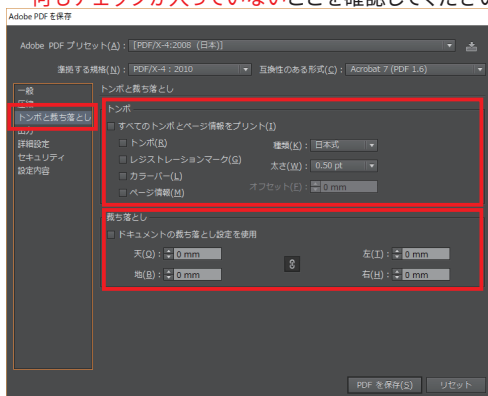 何もチェックが入っていないことを確認してください
Adobe PDF を保存
Adobe PDF プリセット(A)： [PDF/X-4:2008 (日本)]
準拠する規格(N)： PDF/X-4 : 2010 互換性のある形式(C)： Acrobat 7 (PDF 1.6)
一般 トンボと裁ち落とし
圧縮
トンボと裁ち落とし
出力
詳細設定
セキュリティ
設定内容
トンボ
すべてのトンボとページ情報をプリント(I)
トンボ(R) 種類(K)： 日本式
レジストレーションマーク(G) 太さ(W)： 0.50 pt
カラーバー(L) オフセット(F)： 0 mm
ページ情報(M)
裁ち落とし
ドキュメントの裁ち落とし設定を使用
天(O)： 0 mm 左(T)： 0 mm
地(B)： 0 mm 右(H)： 0 mm
PDF を保存(S) リセット